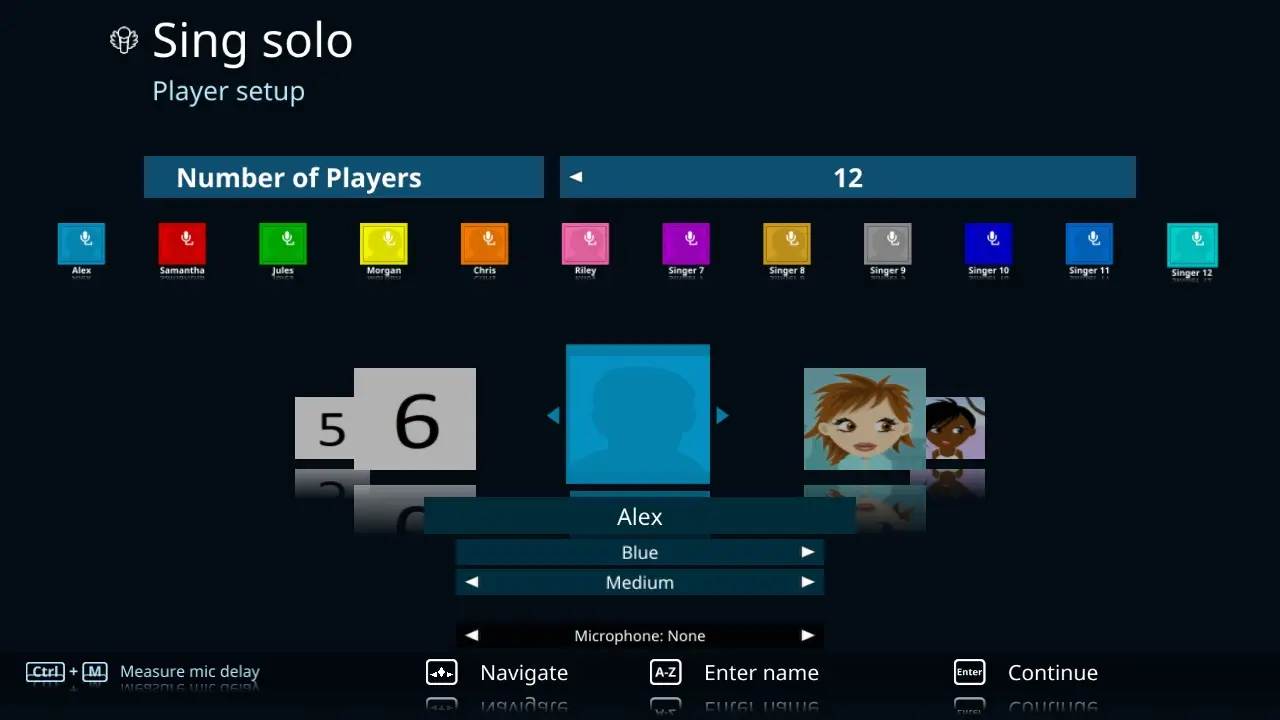 Sing solo
Player setup
Number of Players
12
Alex
Samantha
Jules
Morgan
Chris
Riley
Singer 7
Singer 8
Singer 9
Singer 10
Singer 11
Singer 12
5
6
Alex
Blue
Medium
Microphone: None
Ctrl + M Measure mic delay
Navigate
A-Z Enter name
Enter Continue